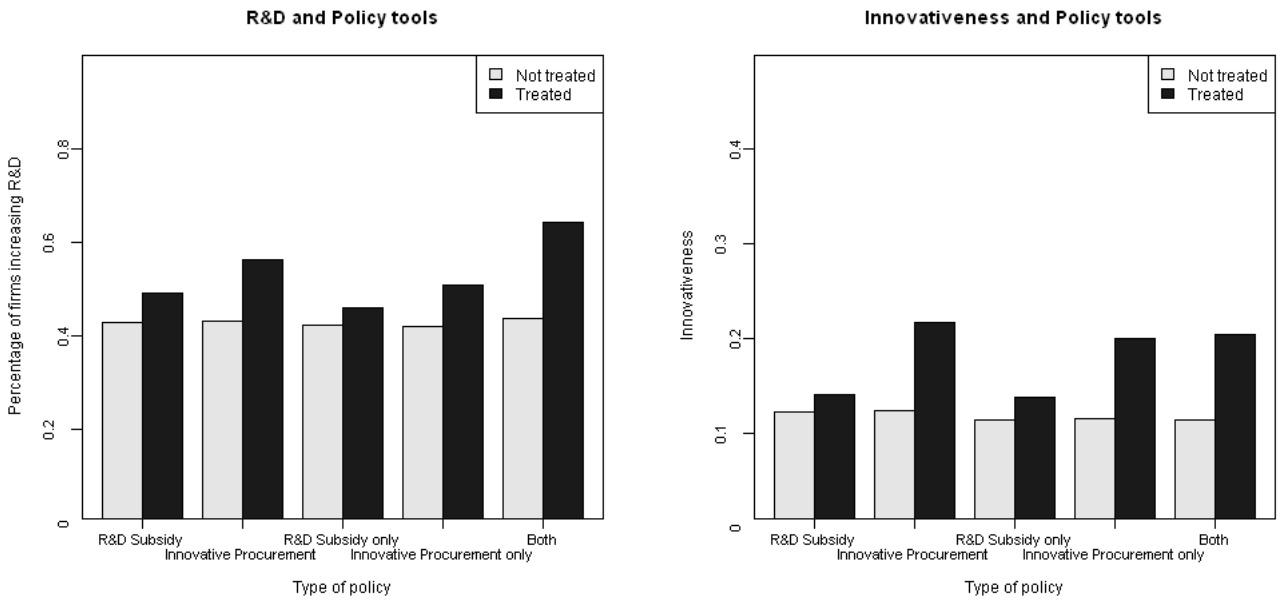 R&D and Policy tools
Not treated
Treated
Percentage of firms increasing R&D
0.8
0.6
0.4
0.2
0
R&D Subsidy
Innovative Procurement
R&D Subsidy only
Innovative Procurement only
Both
Type of policy
Innovativeness and Policy tools
Not treated
Treated
Innovativeness
0.4
0.3
0.2
0.1
0
R&D Subsidy
Innovative Procurement
R&D Subsidy only
Innovative Procurement only
Both
Type of policy